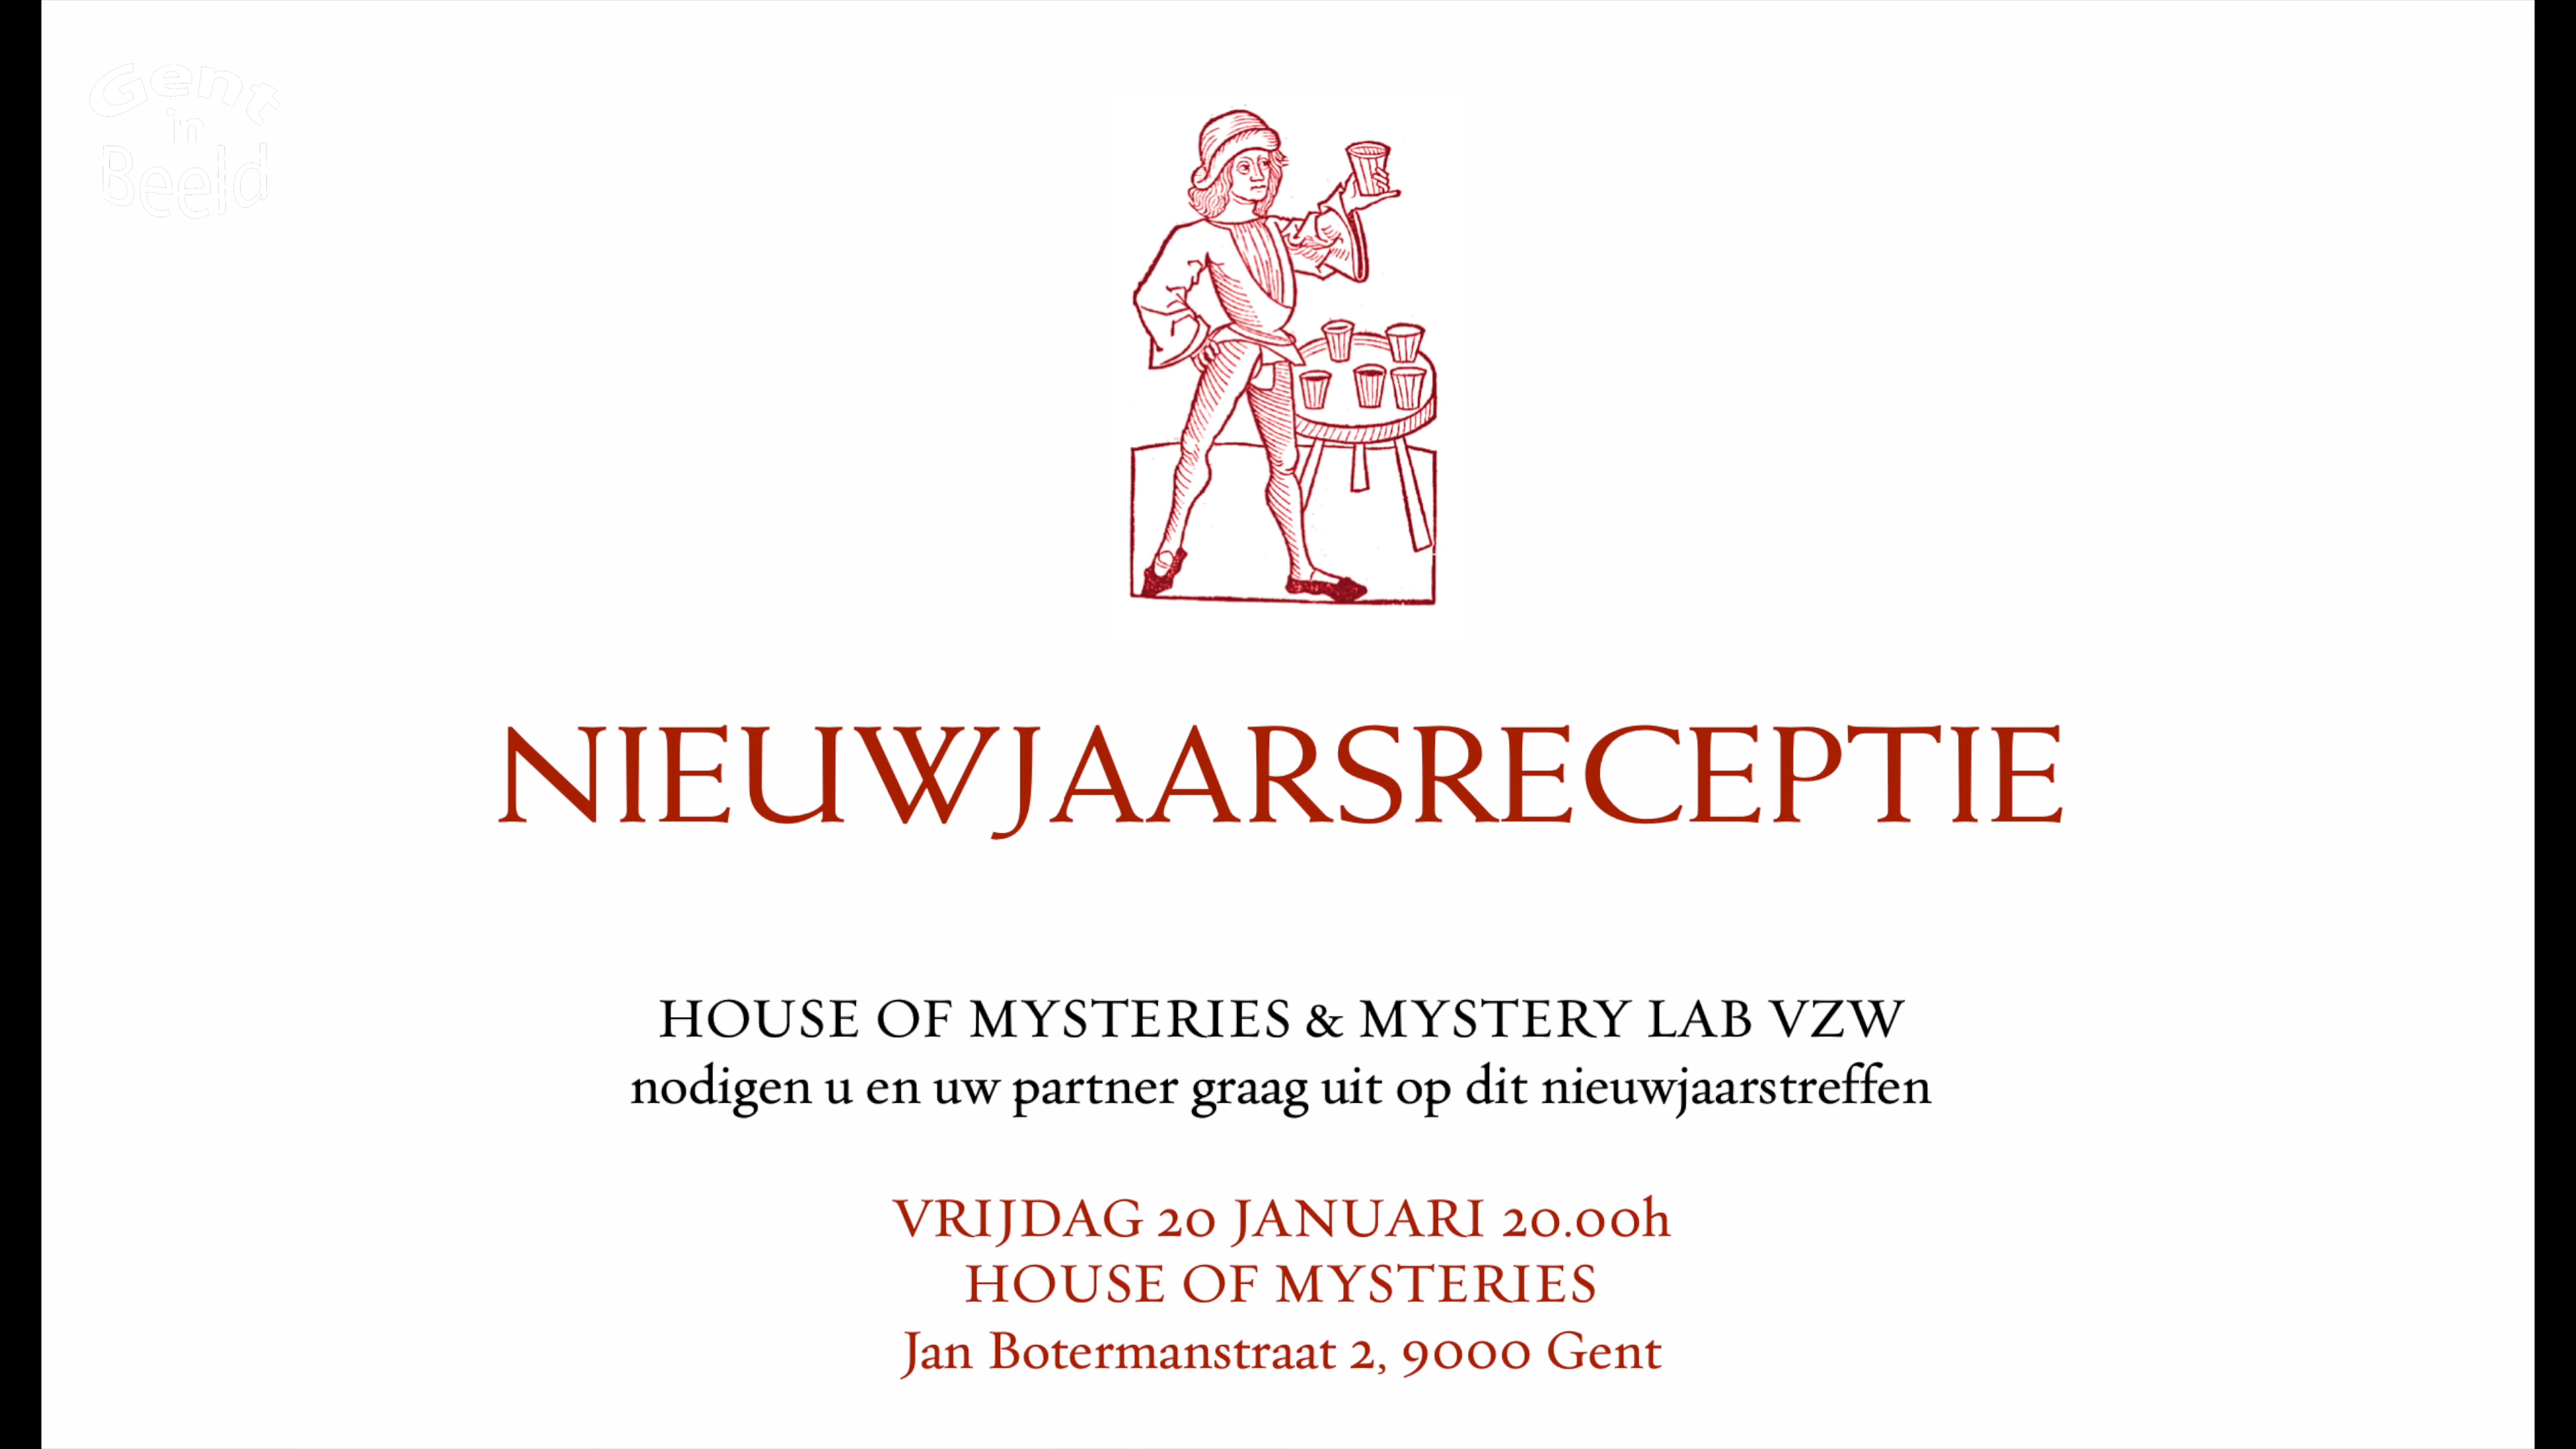 Gent
in
Beeld
NIEUWJAARSRECEPTIE
HOUSE OF MYSTERIES & MYSTERY LAB VZW
nodigen u en uw partner graag uit op dit nieuwjaarstreffen
VRIJDAG 20 JANUARI 20.00h
HOUSE OF MYSTERIES
Jan Botermanstraat 2, 9000 Gent